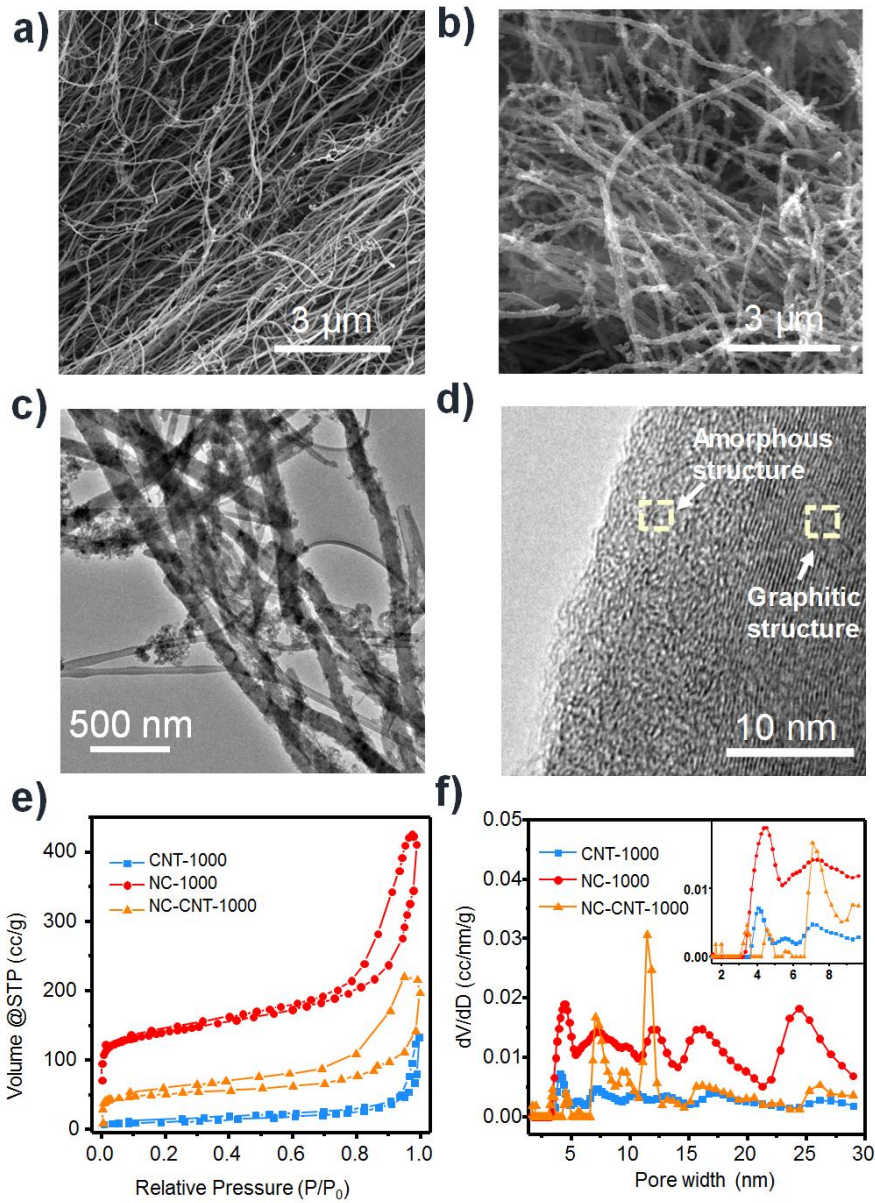 a)
b)
3 µm
3 µm
c)
d)
Amorphous
structure
Graphitic
structure
500 nm
10 nm
e)
f)
400
300
200
100
0
0.0 0.2 0.4 0.6 0.8 1.0
Volume @STP (cc/g)
Relative Pressure (P/P₀)
CNT-1000
NC-1000
NC-CNT-1000
0.05
0.04
0.03
0.02
0.01
0.00
5 10 15 20 25 30
dV/dD (cc/nm/g)
Pore width (nm)
CNT-1000
NC-1000
NC-CNT-1000
0.01
0.00
2 4 6 8